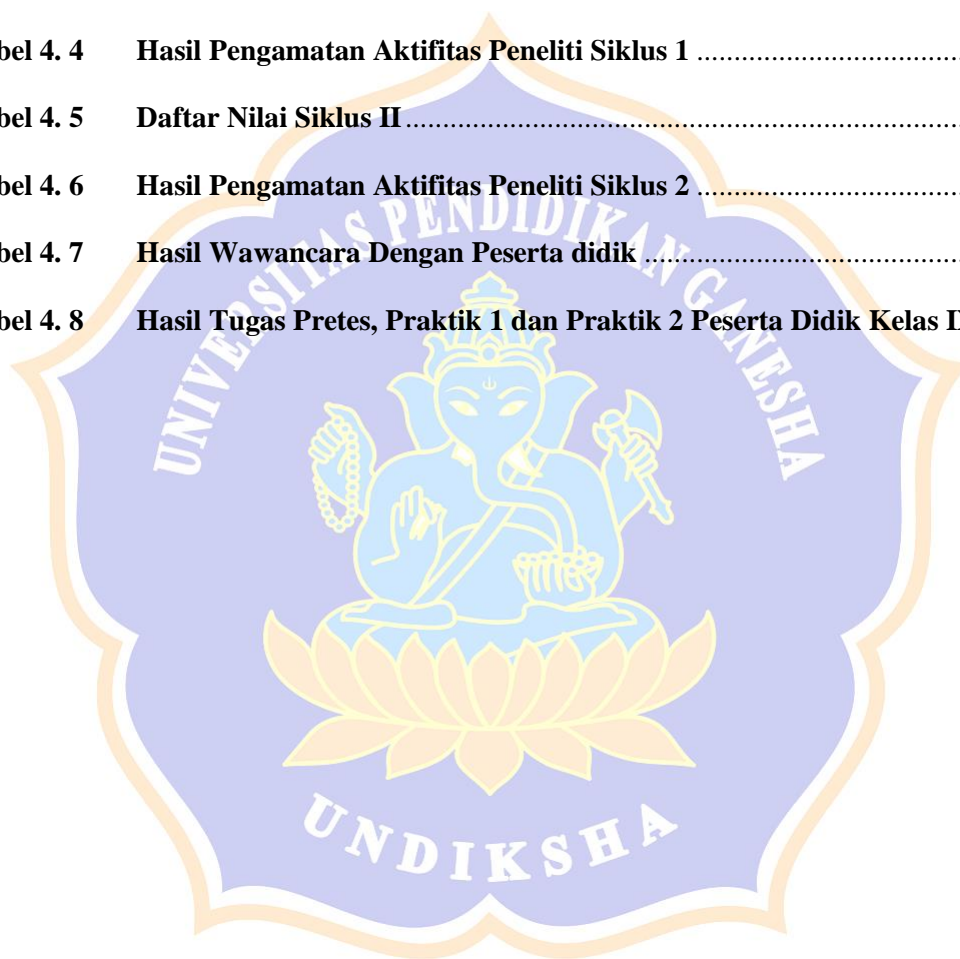 bel 4. 4 Hasil Pengamatan Aktifitas Peneliti Siklus 1 ....................................
bel 4. 5 Daftar Nilai Siklus II ...........................................................................
bel 4. 6 Hasil Pengamatan Aktifitas Peneliti Siklus 2 ....................................
bel 4. 7 Hasil Wawancara Dengan Peserta didik ...........................................
bel 4. 8 Hasil Tugas Pretes, Praktik 1 dan Praktik 2 Peserta Didik Kelas D
UNIVERSITAS PENDIDIKAN GANESHA
UNDIKSHA